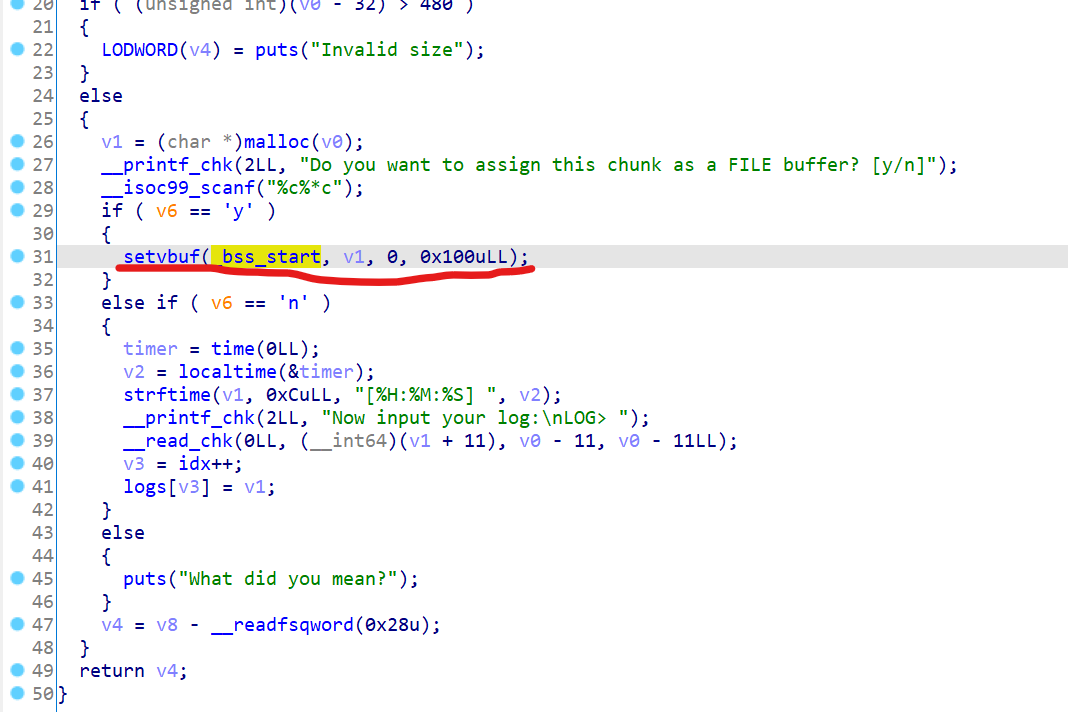 20 if ( (unsigned int)(v0 - 32) > 480 )
21 {
22 LODWORD(v4) = puts("Invalid size");
23 }
24 else
25 {
26 v1 = (char *)malloc(v0);
27 __printf_chk(2LL, "Do you want to assign this chunk as a FILE buffer? [y/n]");
28 __isoc99_scanf("%c%*c");
29 if ( v6 == 'y' )
30 {
31 setvbuf(_bss_start, v1, 0, 0x100uLL);
32 }
33 else if ( v6 == 'n' )
34 {
35 timer = time(0LL);
36 v2 = localtime(&timer);
37 strftime(v1, 0xCuLL, "[%H:%M:%S] ", v2);
38 __printf_chk(2LL, "Now input your log:\nLOG> ");
39 __read_chk(0LL, (__int64)(v1 + 11), v0 - 11, v0 - 11LL);
40 v3 = idx++;
41 logs[v3] = v1;
42 }
43 else
44 {
45 puts("What did you mean?");
46 }
47 v4 = v8 - __readfsqword(0x28u);
48 }
49 return v4;
50 }